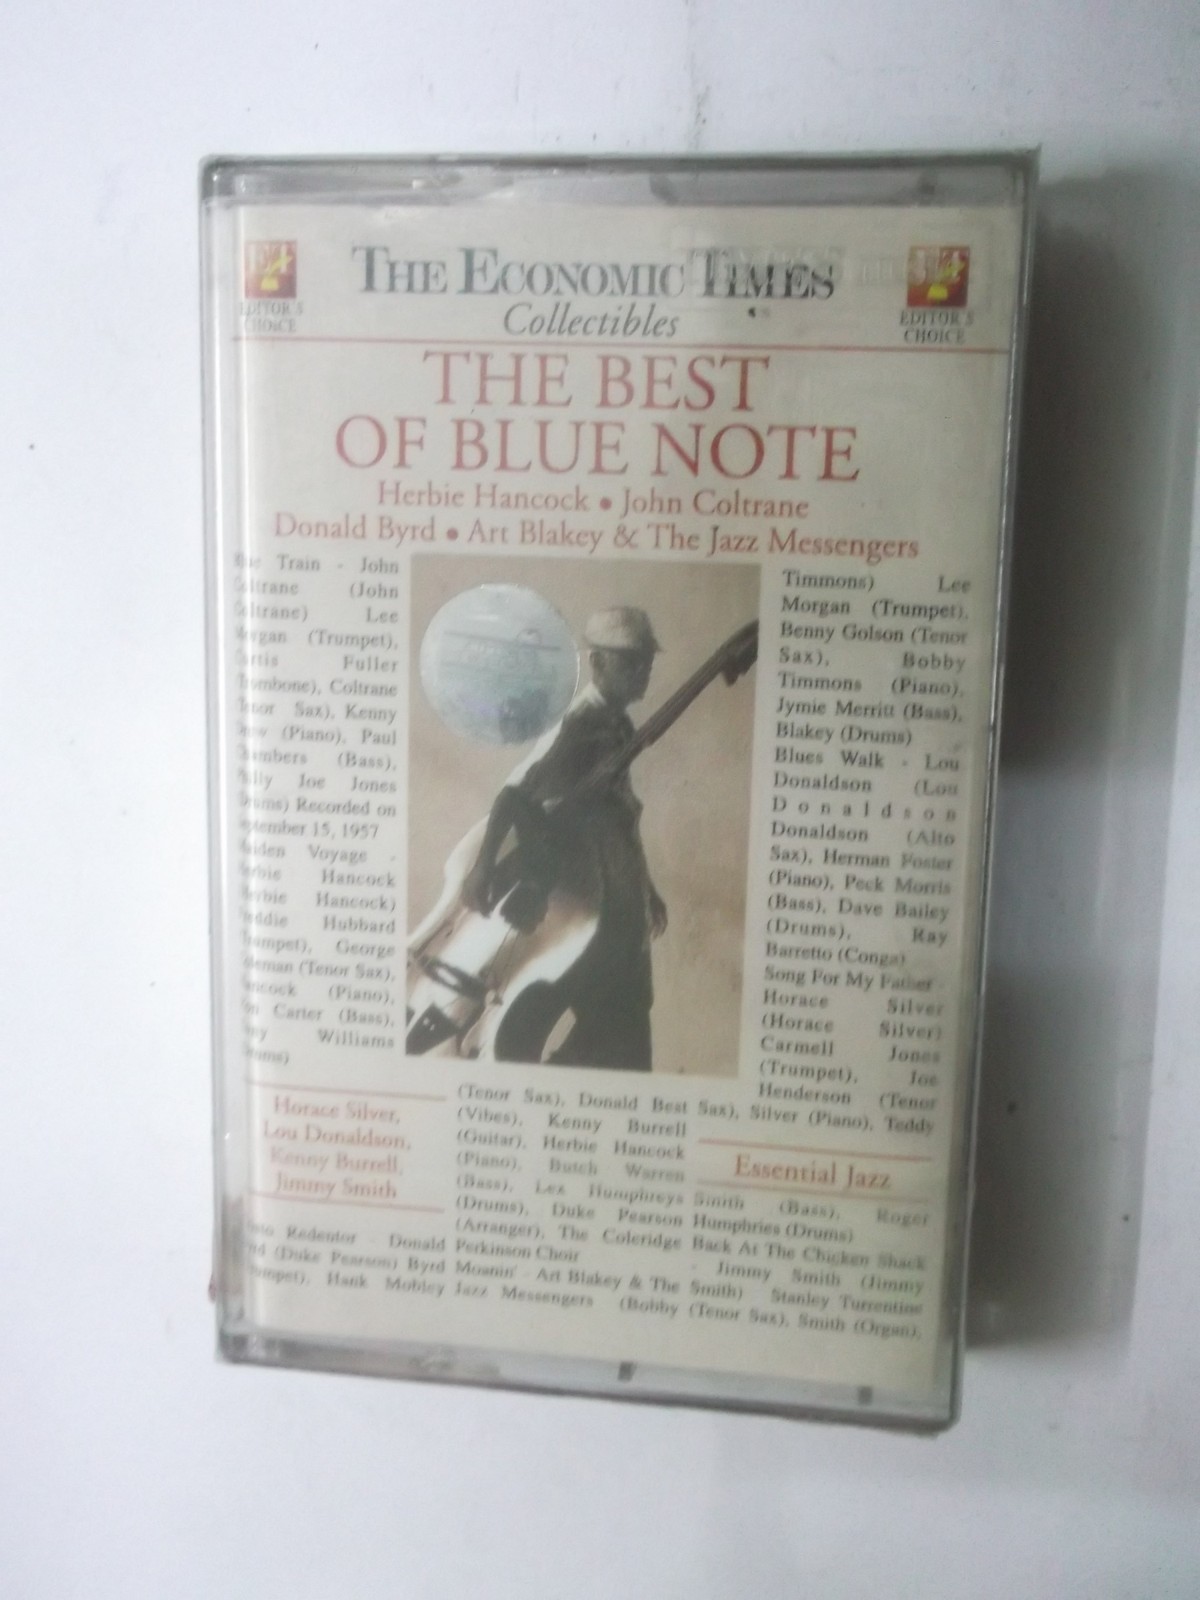 EDITOR'S
CHOICE
THE ECONOMIC TIMES
Collectibles
EDITOR'S
CHOICE
THE BEST
OF BLUE NOTE
Herbie Hancock • John Coltrane
Donald Byrd • Art Blakey & The Jazz Messengers
Train - John
(John
Lee
(Trumpet),
Fuller
Coltrane
Sax), Kenny
(Piano), Paul
(Bass),
Joe Jones
Recorded on
15, 1957
Voyage -
Hancock
Hancock)
Hubbard
George
(Tenor Sax),
(Piano),
Carter (Bass),
Williams
Timmons) Lee
Morgan (Trumpet),
Benny Golson (Tenor
Sax), Bobby
Timmons (Piano),
Jymie Merritt (Bass),
Blakey (Drums)
Blues Walk - Lou
Donaldson (Lou
Donaldson
Donaldson (Alto
Sax), Herman Foster
(Piano), Peck Morris
(Bass), Dave Bailey
(Drums), Ray
Barretto (Conga)
Song For My Father -
Horace Silver
(Horace Silver)
Carmell Jones
(Trumpet), Joe
Henderson (Tenor
Sax), Silver (Piano), Teddy
Horace Silver,
Lou Donaldson,
Kenny Burrell,
Jimmy Smith
Redentor - Donald
(Duke Pearson) Byrd
Hank Mobley
(Tenor Sax), Donald Best
(Vibes), Kenny Burrell
(Guitar), Herbie Hancock
(Piano), Butch Warren
(Bass), Lex Humphreys
(Drums), Duke Pearson
(Arranger), The Coleridge
Perkinson Choir
Moanin' - Art Blakey & The
Jazz Messengers (Bobby
Essential Jazz
Smith (Bass), Roger
Humphries (Drums)
Back At The Chicken Shack
- Jimmy Smith (Jimmy
Smith) Stanley Turrentine
(Tenor Sax), Smith (Organ),